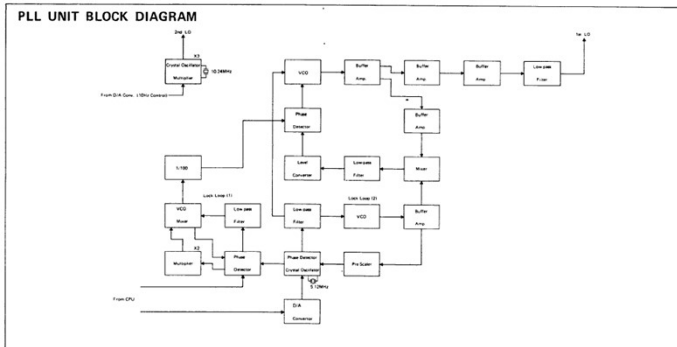 PLL UNIT BLOCK DIAGRAM
2nd LO
X3
Crystal Oscillator
Multiplier
10.24MHz
From D/A Conv. (10Hz Control)
1st LO
VCO
Buffer
Amp.
Buffer
Amp.
Buffer
Amp.
Low-pass
Filter
Phase
Detector
Buffer
Amp.
1/100
Level
Converter
Low-pass
Filter
Mixer
Lock Loop (1)
Lock Loop (2)
VCO
Mixer
Low-pass
Filter
Low-pass
Filter
VCO
Buffer
Amp.
Multiplier
Phase
Detector
Phase Detector
Crystal Oscillator
Pre Scaler
5.12MHz
From CPU
D/A
Converter